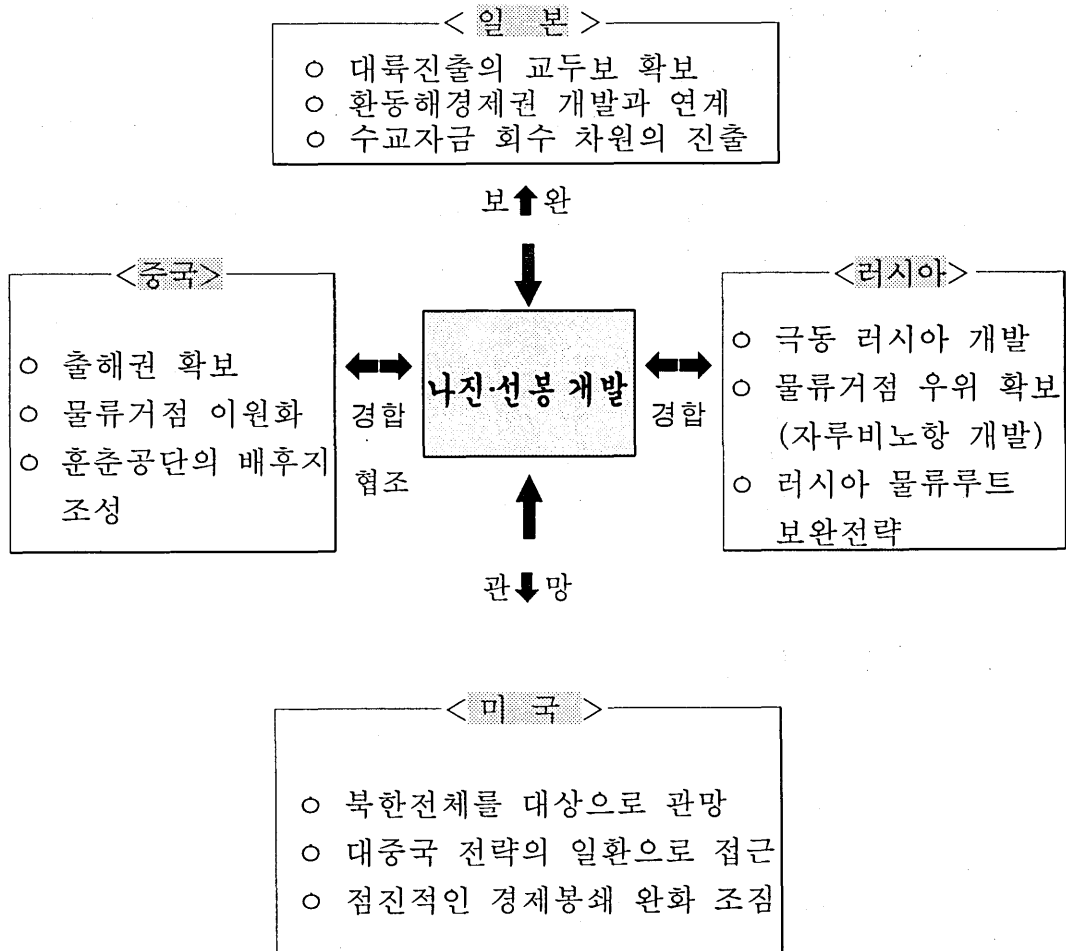 <일 본>
○ 대륙진출의 교두보 확보
○ 환동해경제권 개발과 연계
○ 수교자금 회수 차원의 진출
보 완
<중국>
○ 출해권 확보
○ 물류거점 이원화
○ 훈춘공단의 배후지
조성
경합
협조
나진·선봉 개발
경합
<러시아>
○ 극동 러시아 개발
○ 물류거점 우위 확보
(자루비노항 개발)
○ 러시아 물류루트
보완전략
관 망
<미 국>
○ 북한전체를 대상으로 관망
○ 대중국 전략의 일환으로 접근
○ 점진적인 경제봉쇄 완화 조짐